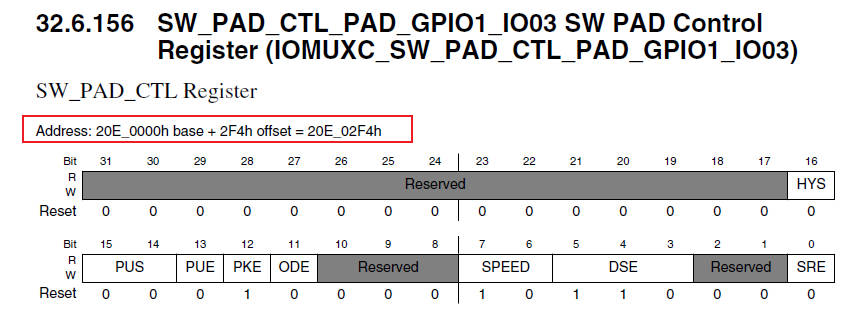 32.6.156 SW_PAD_CTL_PAD_GPIO1_IO03 SW PAD Control
Register (IOMUXC_SW_PAD_CTL_PAD_GPIO1_IO03)
SW_PAD_CTL Register
Address: 20E_0000h base + 2F4h offset = 20E_02F4h
Bit 31 30 29 28 27 26 25 24 23 22 21 20 19 18 17 16
R
Reserved HYS
W
Reset 0 0 0 0 0 0 0 0 0 0 0 0 0 0 0 0
Bit 15 14 13 12 11 10 9 8 7 6 5 4 3 2 1 0
R
PUS PUE PKE ODE Reserved SPEED DSE Reserved SRE
W
Reset 0 0 0 1 0 0 0 0 1 0 1 1 0 0 0 0